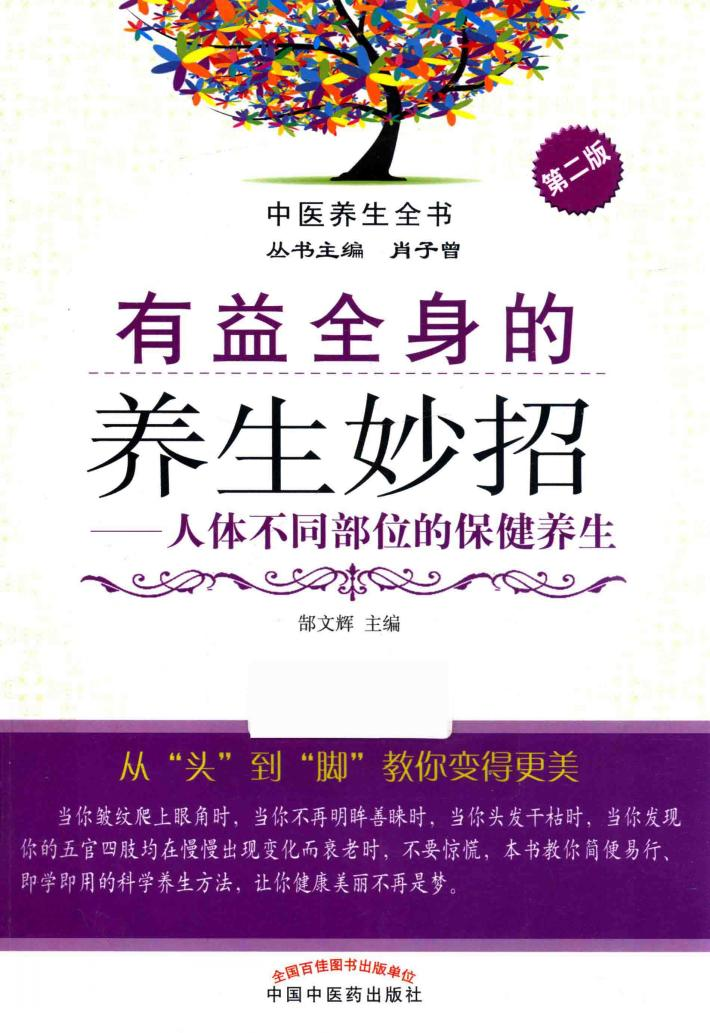 第二版
中医养生全书
丛书主编 肖子曾
有益全身的
养生妙招
——人体不同部位的保健养生
郜文辉 主编
从“头”到“脚”教你变得更美
当你皱纹爬上眼角时，当你不再明眸善睐时，当你头发干枯时，当你发现
你的五官四肢均在慢慢出现变化而衰老时，不要惊慌，本书教你简便易行、
即学即用的科学养生方法，让你健康美丽不再是梦。
全国百佳图书出版单位
中国中医药出版社